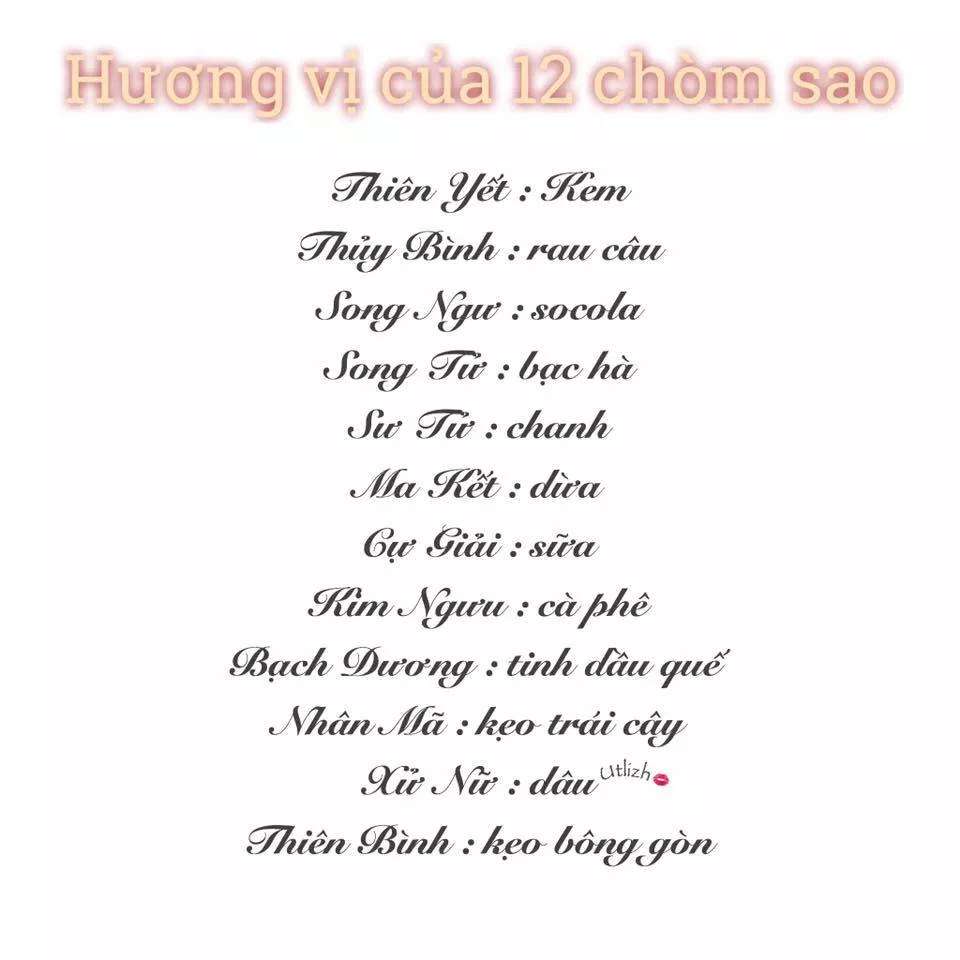 Hương vị của 12 chòm sao
Thiên Yết : Kem
Thủy Bình : rau câu
Song Ngư : socola
Song Tử : bạc hà
Sư Tử : chanh
Ma Kết : dừa
Cự Giải : sữa
Kim Ngưu : cà phê
Bạch Dương : tinh dầu quế
Nhân Mã : kẹo trái cậy
Xử Nữ : dâu Utlizh
Thiên Bình : kẹo bông gòn